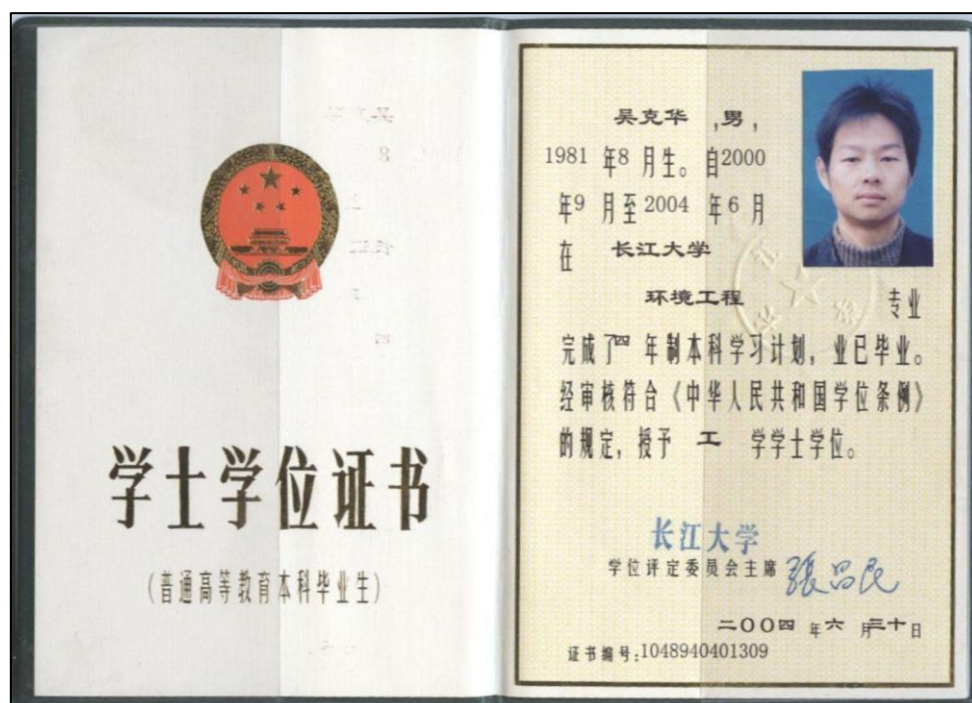 学士学位证书
(普通高等教育本科毕业生)
吴克华 ,男,
1981 年8 月生。自2000
年9 月至2004 年6 月
在 长江大学
环境工程 专业
完成了四 年制本科学习计划, 业已毕业。
经审核符合《中华人民共和国学位条例》
的规定, 授予 工 学学士学位。
长江大学
学位评定委员会主席 張昌民
二〇〇四 年六 月三十日
证书编号:1048940401309